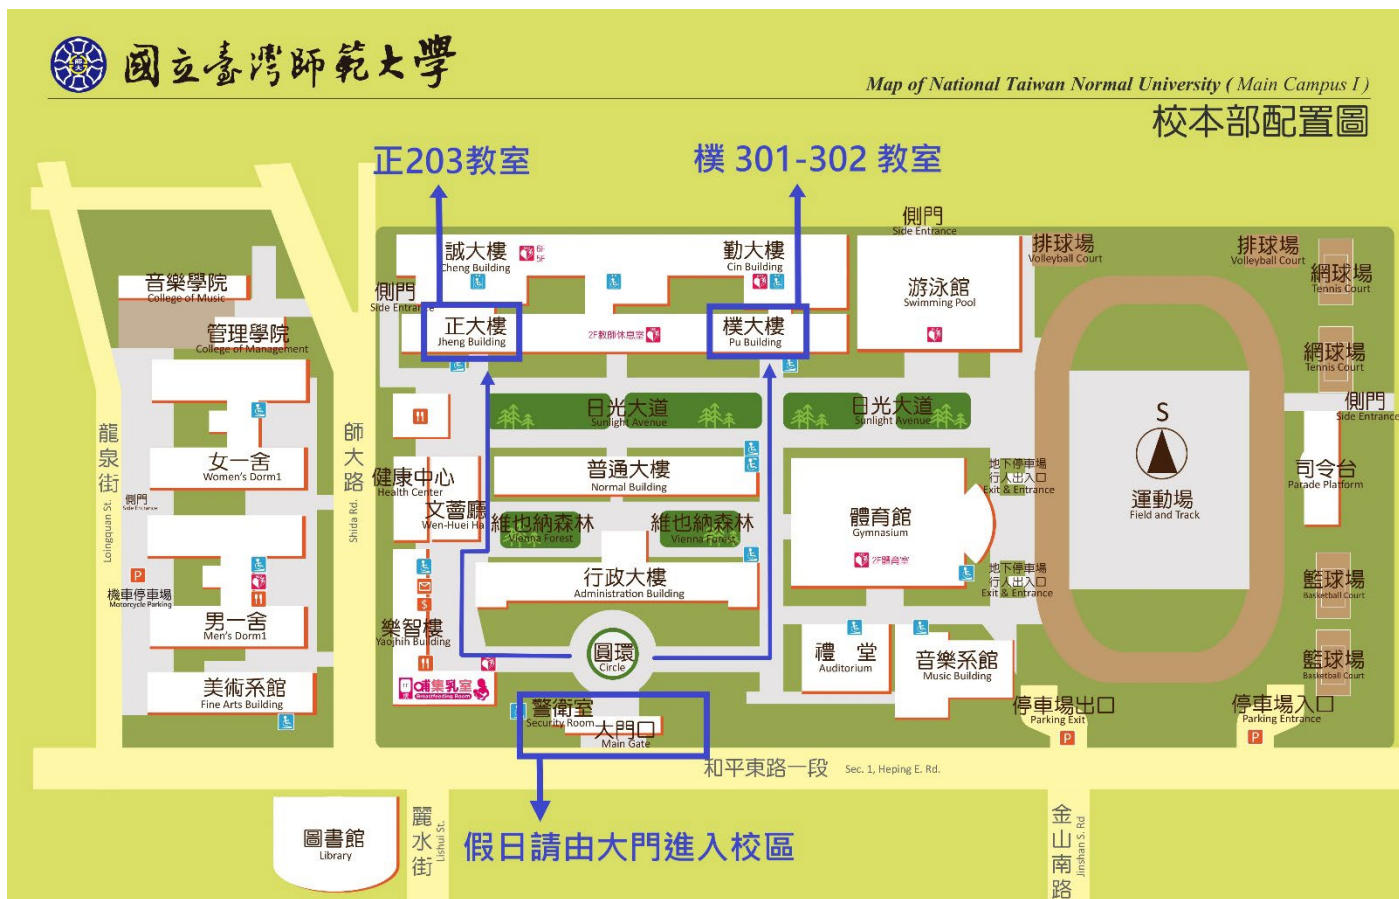 國立臺灣師範大學
Map of National Taiwan Normal University ( Main Campus I )
校本部配置圖
正203教室
樸 301-302 教室
側門
Side Entrance
排球場
Volleyball Court
排球場
Volleyball Court
誠大樓
Cheng Building
6F
5F
勤大樓
Cin Building
游泳館
Swimming Pool
網球場
Tennis Court
音樂學院
College of Music
側門
Side Entrance
管理學院
College of Management
正大樓
Jheng Building
2F教師休息室
樸大樓
Pu Building
網球場
Tennis Court
日光大道
Sunlight Avenue
日光大道
Sunlight Avenue
側門
Side Entrance
S
龍泉街
Loingquan St.
師大路
Shida Rd.
女一舍
Women's Dorm1
健康中心
Health Center
普通大樓
Normal Building
地下停車場
行人出入口
Exit & Entrance
司令台
Parade Platform
運動場
Field and Track
側門
Side Entrance
文薈廳
Wen-Huei Ha
維也納森林
Vienna Forest
維也納森林
Vienna Forest
體育館
Gymnasium
2F體育室
P
機車停車場
Motorcycle Parking
行政大樓
Administration Building
地下停車場
行人出入口
Exit & Entrance
籃球場
Basketball Court
$
男一舍
Men's Dorm1
樂智樓
Yaojhih Building
圓環
Circle
禮 堂
Auditorium
音樂系館
Music Building
籃球場
Basketball Court
美術系館
Fine Arts Building
哺集乳室
Breastfeeding Room
警衛室
Security Room
大門口
Main Gate
停車場出口
Parking Exit
P
停車場入口
Parking Entrance
P
和平東路一段 Sec. 1, Heping E. Rd.
圖書館
Library
麗水街
Lishui St.
假日請由大門進入校區
金山南路
Jinshan S. Rd